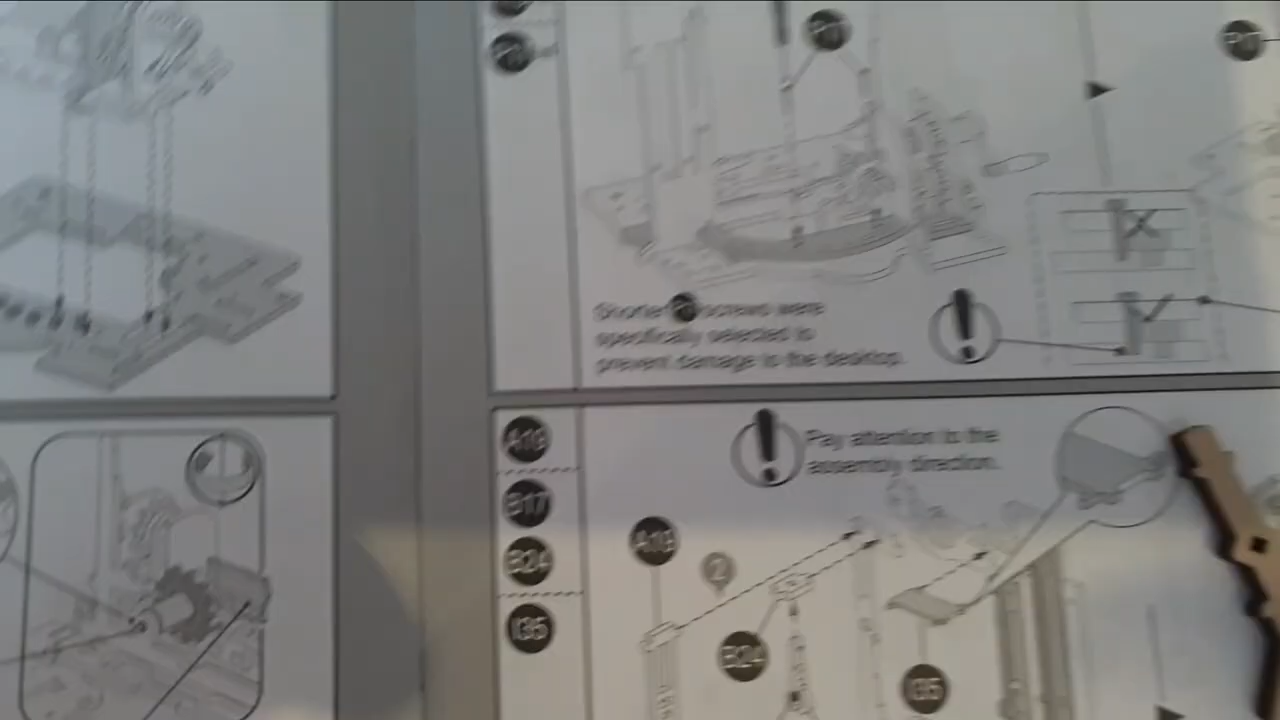 Shorter screws were
specifically selected to
prevent damage to the desktop.
A19
B17
B24
I35
Pay attention to the
assembly direction.
A19
2
B24
I35